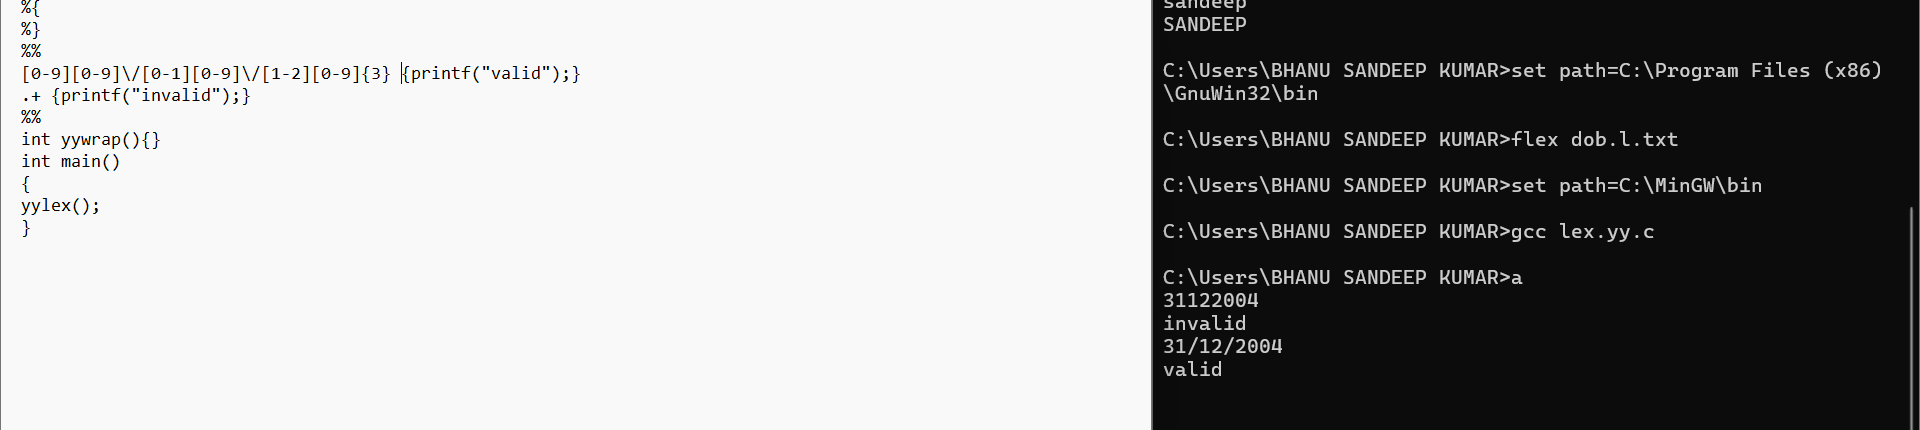 %{
%}
%%
[0-9][0-9]\/[0-1][0-9]\/[1-2][0-9]{3} {printf("valid");}
.+ {printf("invalid");}
%%
int yywrap(){}
int main()
{
yylex();
}
sandeep
SANDEEP
C:\Users\BHANU SANDEEP KUMAR>set path=C:\Program Files (x86)
\GnuWin32\bin
C:\Users\BHANU SANDEEP KUMAR>flex dob.l.txt
C:\Users\BHANU SANDEEP KUMAR>set path=C:\MinGW\bin
C:\Users\BHANU SANDEEP KUMAR>gcc lex.yy.c
C:\Users\BHANU SANDEEP KUMAR>a
31122004
invalid
31/12/2004
valid